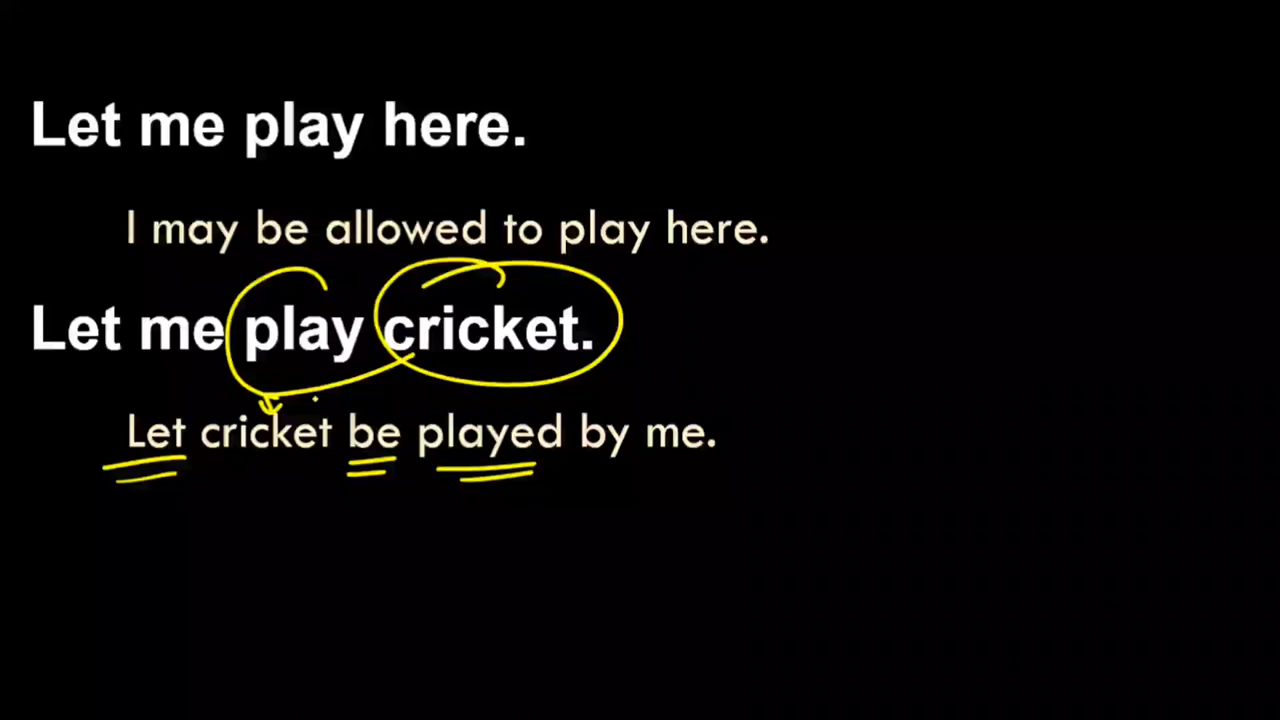 Let me play here.
I may be allowed to play here.
Let me play cricket.
Let cricket be played by me.